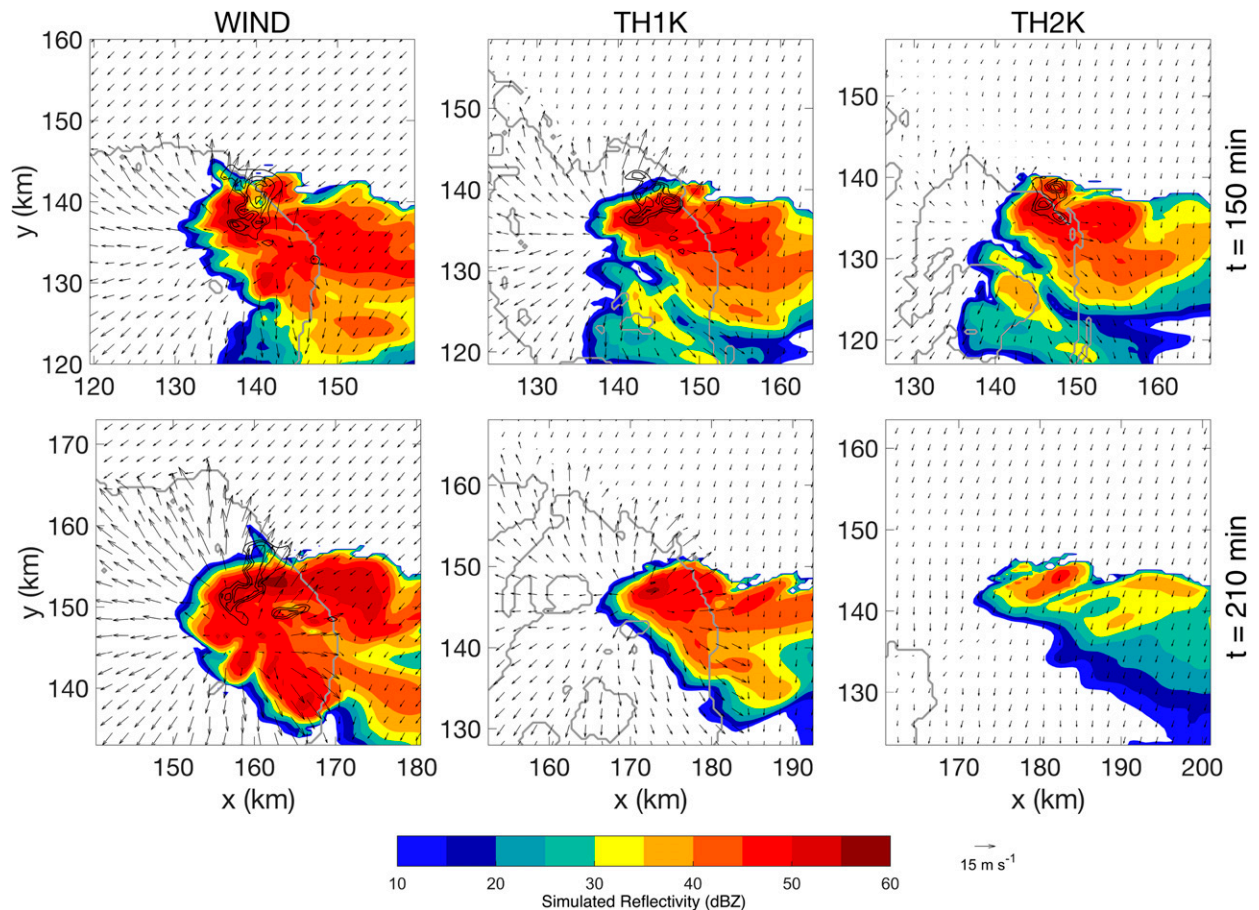 WIND TH1K TH2K
160
150
140
130
120
y (km)
120 130 140 150
150
140
130
120
130 140 150 160
150
140
130
120
130 140 150 160
t = 150 min
170
160
150
140
y (km)
150 160 170 180
x (km)
160
150
140
130
160 170 180 190
x (km)
160
150
140
130
170 180 190 200
x (km)
t = 210 min
10 20 30 40 50 60
Simulated Reflectivity (dBZ)
15 m s⁻¹